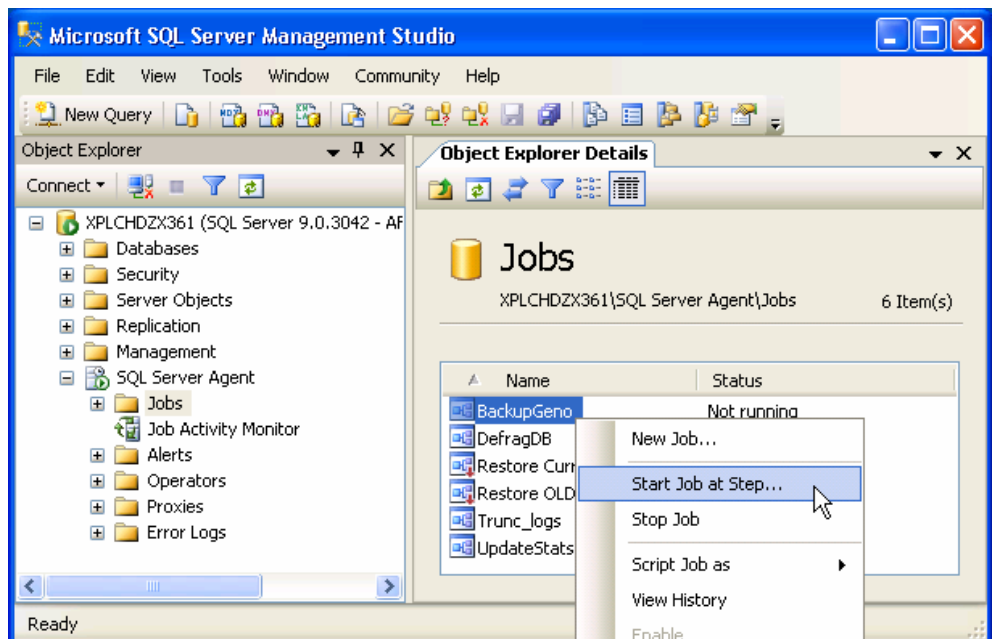 Microsoft SQL Server Management Studio
File Edit View Tools Window Community Help
New Query MDX DMX XMLA
Object Explorer
Connect
XPLCHDZX361 (SQL Server 9.0.3042 - AF
Databases
Security
Server Objects
Replication
Management
SQL Server Agent
Jobs
Job Activity Monitor
Alerts
Operators
Proxies
Error Logs
Object Explorer Details
Jobs
XPLCHDZX361\SQL Server Agent\Jobs 6 Item(s)
Name Status
BackupGeno Not running
DefragDB
Restore Curr
Restore OLD
Trunc_logs
UpdateStats
New Job...
Start Job at Step...
Stop Job
Script Job as
View History
Enable
Ready